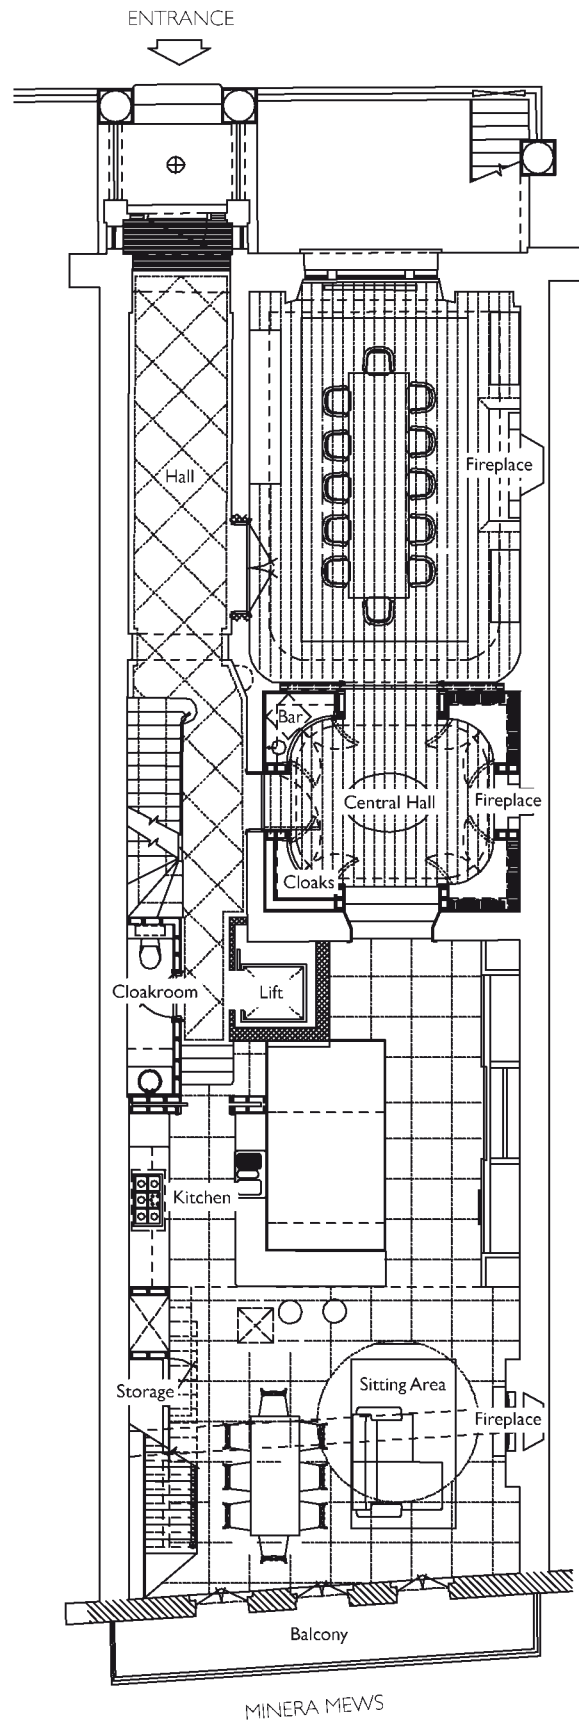 ENTRANCE
Hall
Fireplace
Bar
Central Hall
Fireplace
Cloaks
Cloakroom
Lift
Kitchen
Sitting Area
Storage
Fireplace
Balcony
MINERA MEWS